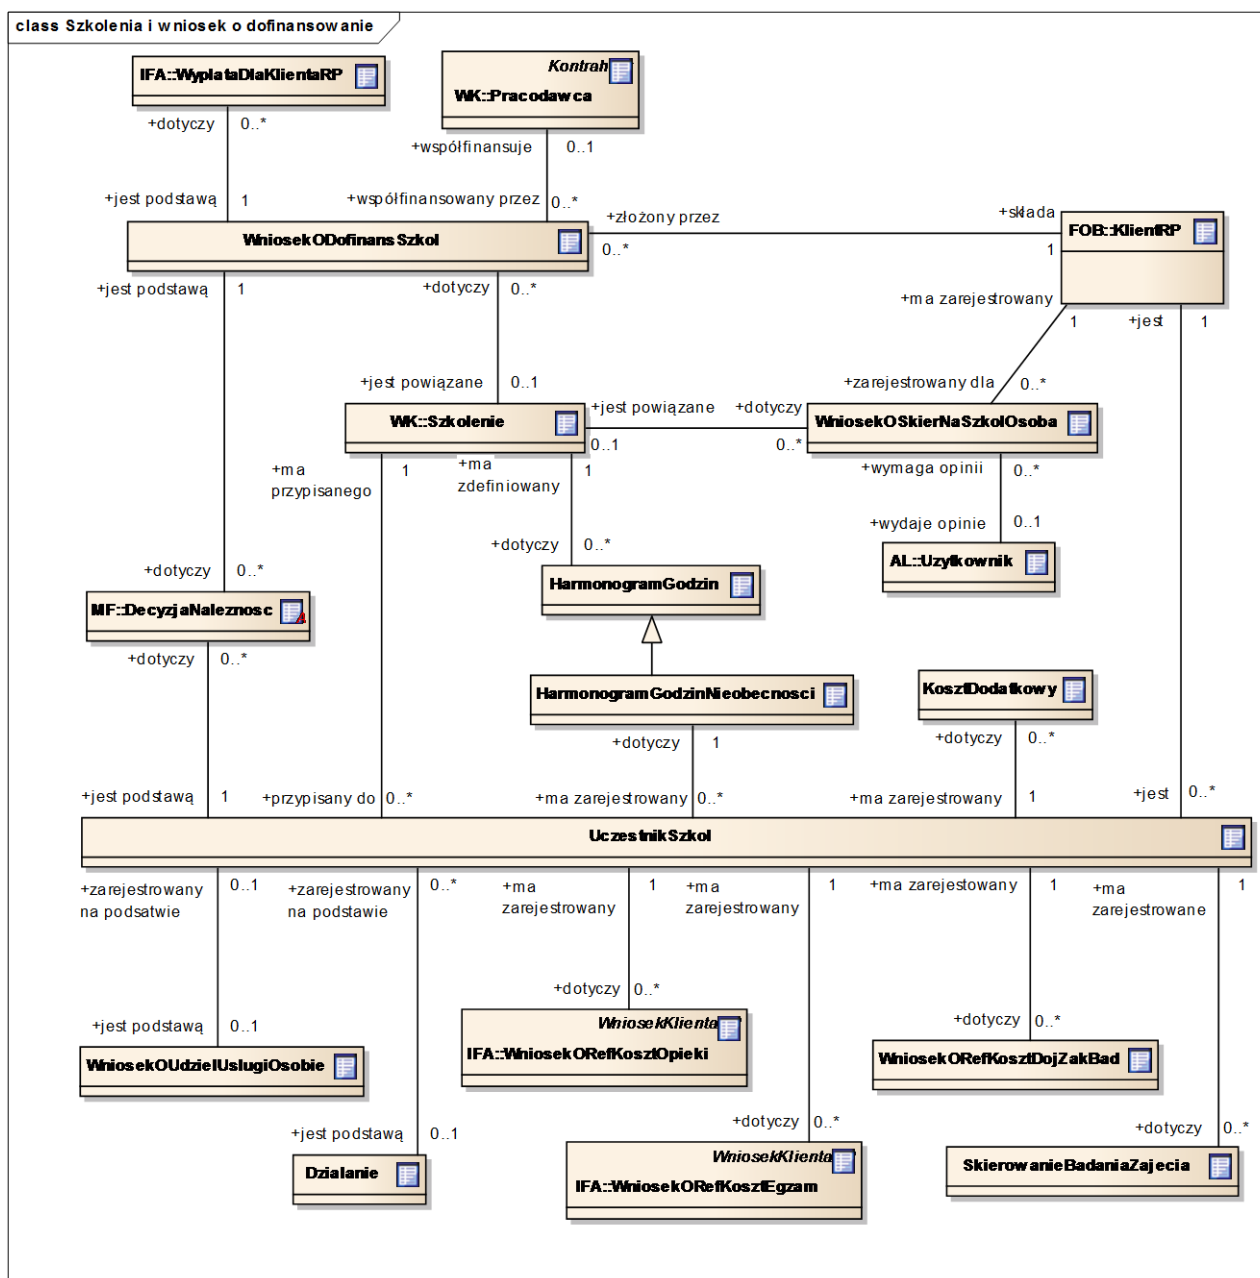 class Szkolenia i wniosek o dofinansowanie
IFA::WyplataDlaKlientaRP
Kontrah
WK::Pracodawca
+dotyczy 0..*
+współfinansuje 0..1
+jest podstawą 1
+współfinansowany przez 0..*
+złożony przez
+składa
WniosekODofinansSzkol
FOB::KlientRP
0..*
1
+jest podstawą 1
+dotyczy 0..*
+ma zarejestrowany
1
+jest 1
+jest powiązane 0..1
+zarejestrowany dla 0..*
+jest powiązane
+dotyczy
WK::Szkolenie
WniosekOSkierNaSzkolOsoba
0..1
0..*
+ma
przypisanego
1
+ma
zdefiniowany
1
+wymaga opinii 0..*
+wydaje opinie 0..1
+dotyczy 0..*
AL::Uzytkownik
+dotyczy 0..*
HarmonogramGodzin
MF::DecyzjaNaleznosc
+dotyczy 0..*
HarmonogramGodzinNieobecnosci
KosztDodatkowy
+dotyczy 1
+dotyczy 0..*
+jest podstawą 1
+przypisany do 0..*
+ma zarejestrowany 0..*
+ma zarejestrowany 1
+jest 0..*
UczestnikSzkol
+zarejestrowany
na podsatwie
0..1
+zarejestrowany
na podstawie
0..*
+ma
zarejestrowany
1
+ma
zarejestrowany
1
+ma zarejestowany 1
+ma
zarejestrowane
1
+dotyczy 0..*
+jest podstawą 0..1
+dotyczy 0..*
WniosekOUdzielUslugiOsobie
WniosekKlienta
IFA::WniosekORefKosztOpieki
WniosekORefKosztDojZakBad
+jest podstawą 0..1
+dotyczy 0..*
+dotyczy 0..*
Dzialanie
WniosekKlienta
IFA::WniosekORefKosztEgzam
SkierowanieBadaniaZajecia